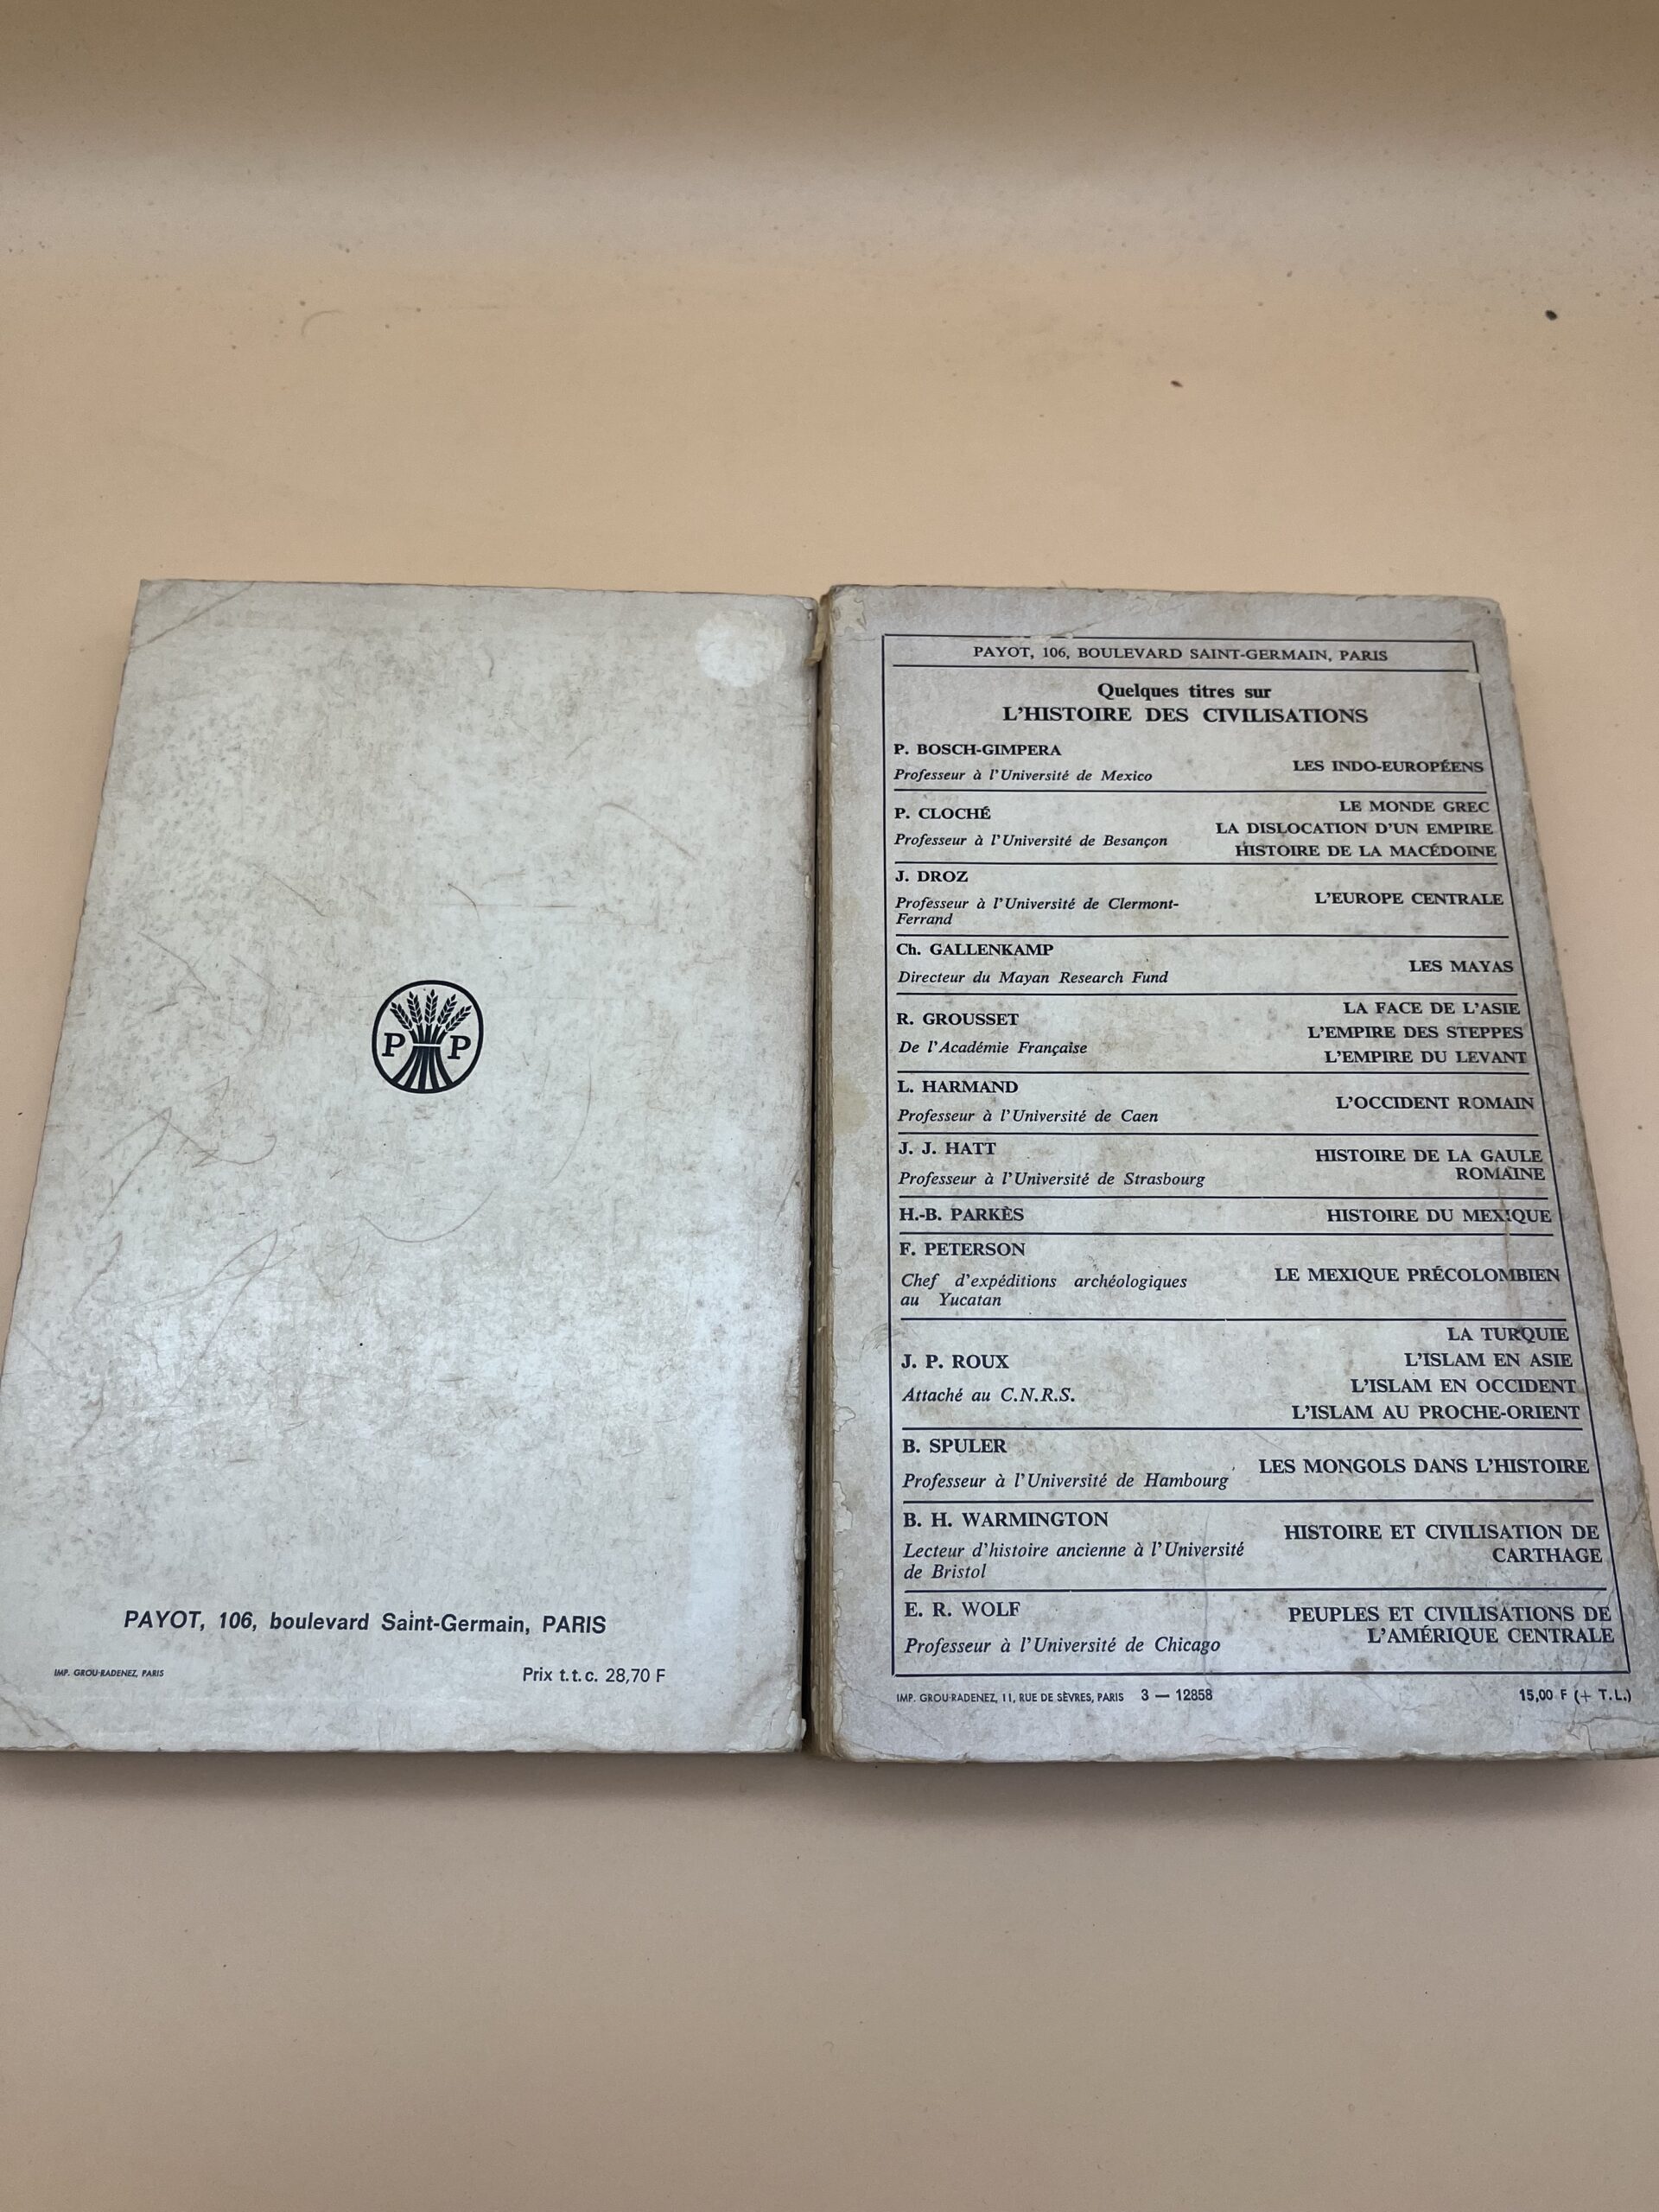 P P
PAYOT, 106, boulevard Saint-Germain, PARIS
IMP. GROU-RADENEZ, PARIS
Prix t.t.c. 28,70 F
PAYOT, 106, BOULEVARD SAINT-GERMAIN, PARIS
Quelques titres sur
L'HISTOIRE DES CIVILISATIONS
P. BOSCH-GIMPERA
Professeur à l'Université de Mexico
LES INDO-EUROPÉENS
P. CLOCHÉ
Professeur à l'Université de Besançon
LE MONDE GREC
LA DISLOCATION D'UN EMPIRE
HISTOIRE DE LA MACÉDOINE
J. DROZ
Professeur à l'Université de Clermont-
Ferrand
L'EUROPE CENTRALE
Ch. GALLENKAMP
Directeur du Mayan Research Fund
LES MAYAS
R. GROUSSET
De l'Académie Française
LA FACE DE L'ASIE
L'EMPIRE DES STEPPES
L'EMPIRE DU LEVANT
L. HARMAND
Professeur à l'Université de Caen
L'OCCIDENT ROMAIN
J. J. HATT
Professeur à l'Université de Strasbourg
HISTOIRE DE LA GAULE
ROMAINE
H.-B. PARKÈS
HISTOIRE DU MEXIQUE
F. PETERSON
Chef d'expéditions archéologiques
au Yucatan
LE MEXIQUE PRÉCOLOMBIEN
J. P. ROUX
Attaché au C.N.R.S.
LA TURQUIE
L'ISLAM EN ASIE
L'ISLAM EN OCCIDENT
L'ISLAM AU PROCHE-ORIENT
B. SPULER
Professeur à l'Université de Hambourg
LES MONGOLS DANS L'HISTOIRE
B. H. WARMINGTON
Lecteur d'histoire ancienne à l'Université
de Bristol
HISTOIRE ET CIVILISATION DE
CARTHAGE
E. R. WOLF
Professeur à l'Université de Chicago
PEUPLES ET CIVILISATIONS DE
L'AMÉRIQUE CENTRALE
IMP. GROU-RADENEZ, 11, RUE DE SÈVRES, PARIS 3 — 12858
15,00 F (+ T.L.)